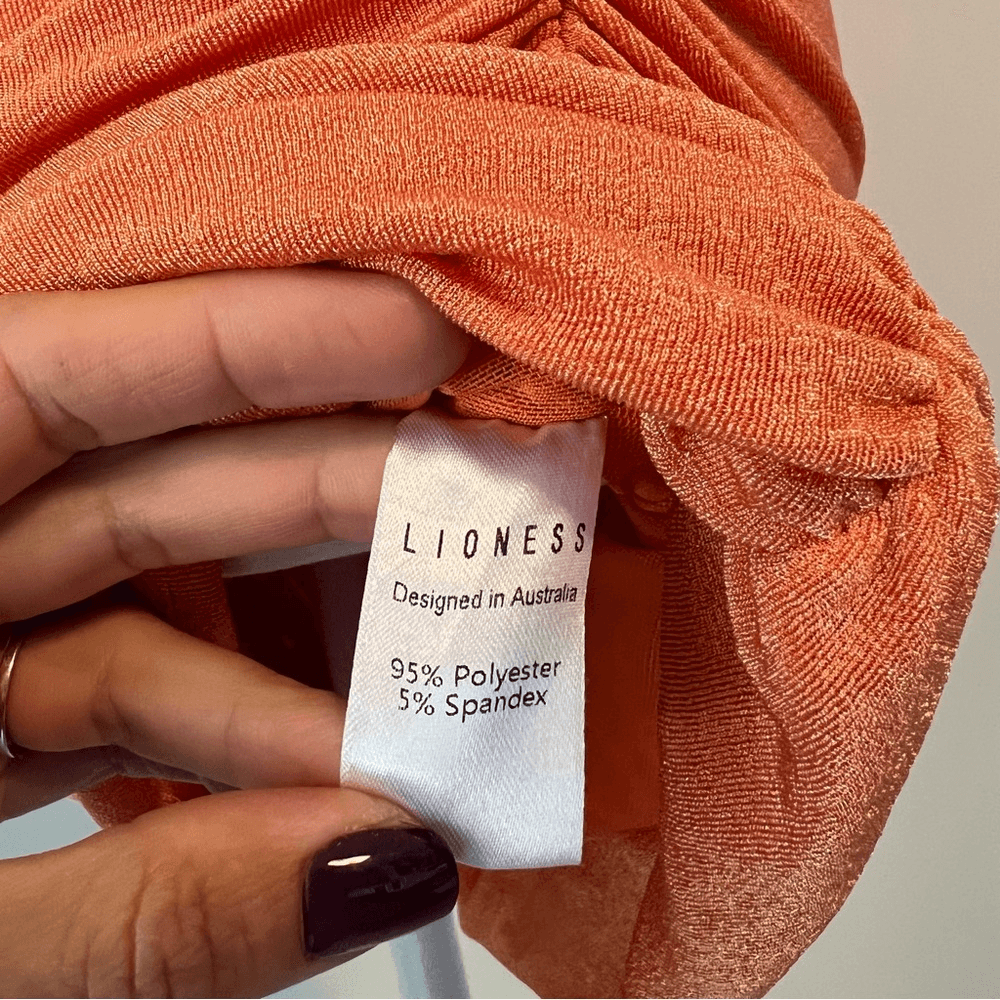 LIONESS
Designed in Australia
95% Polyester
5% Spandex